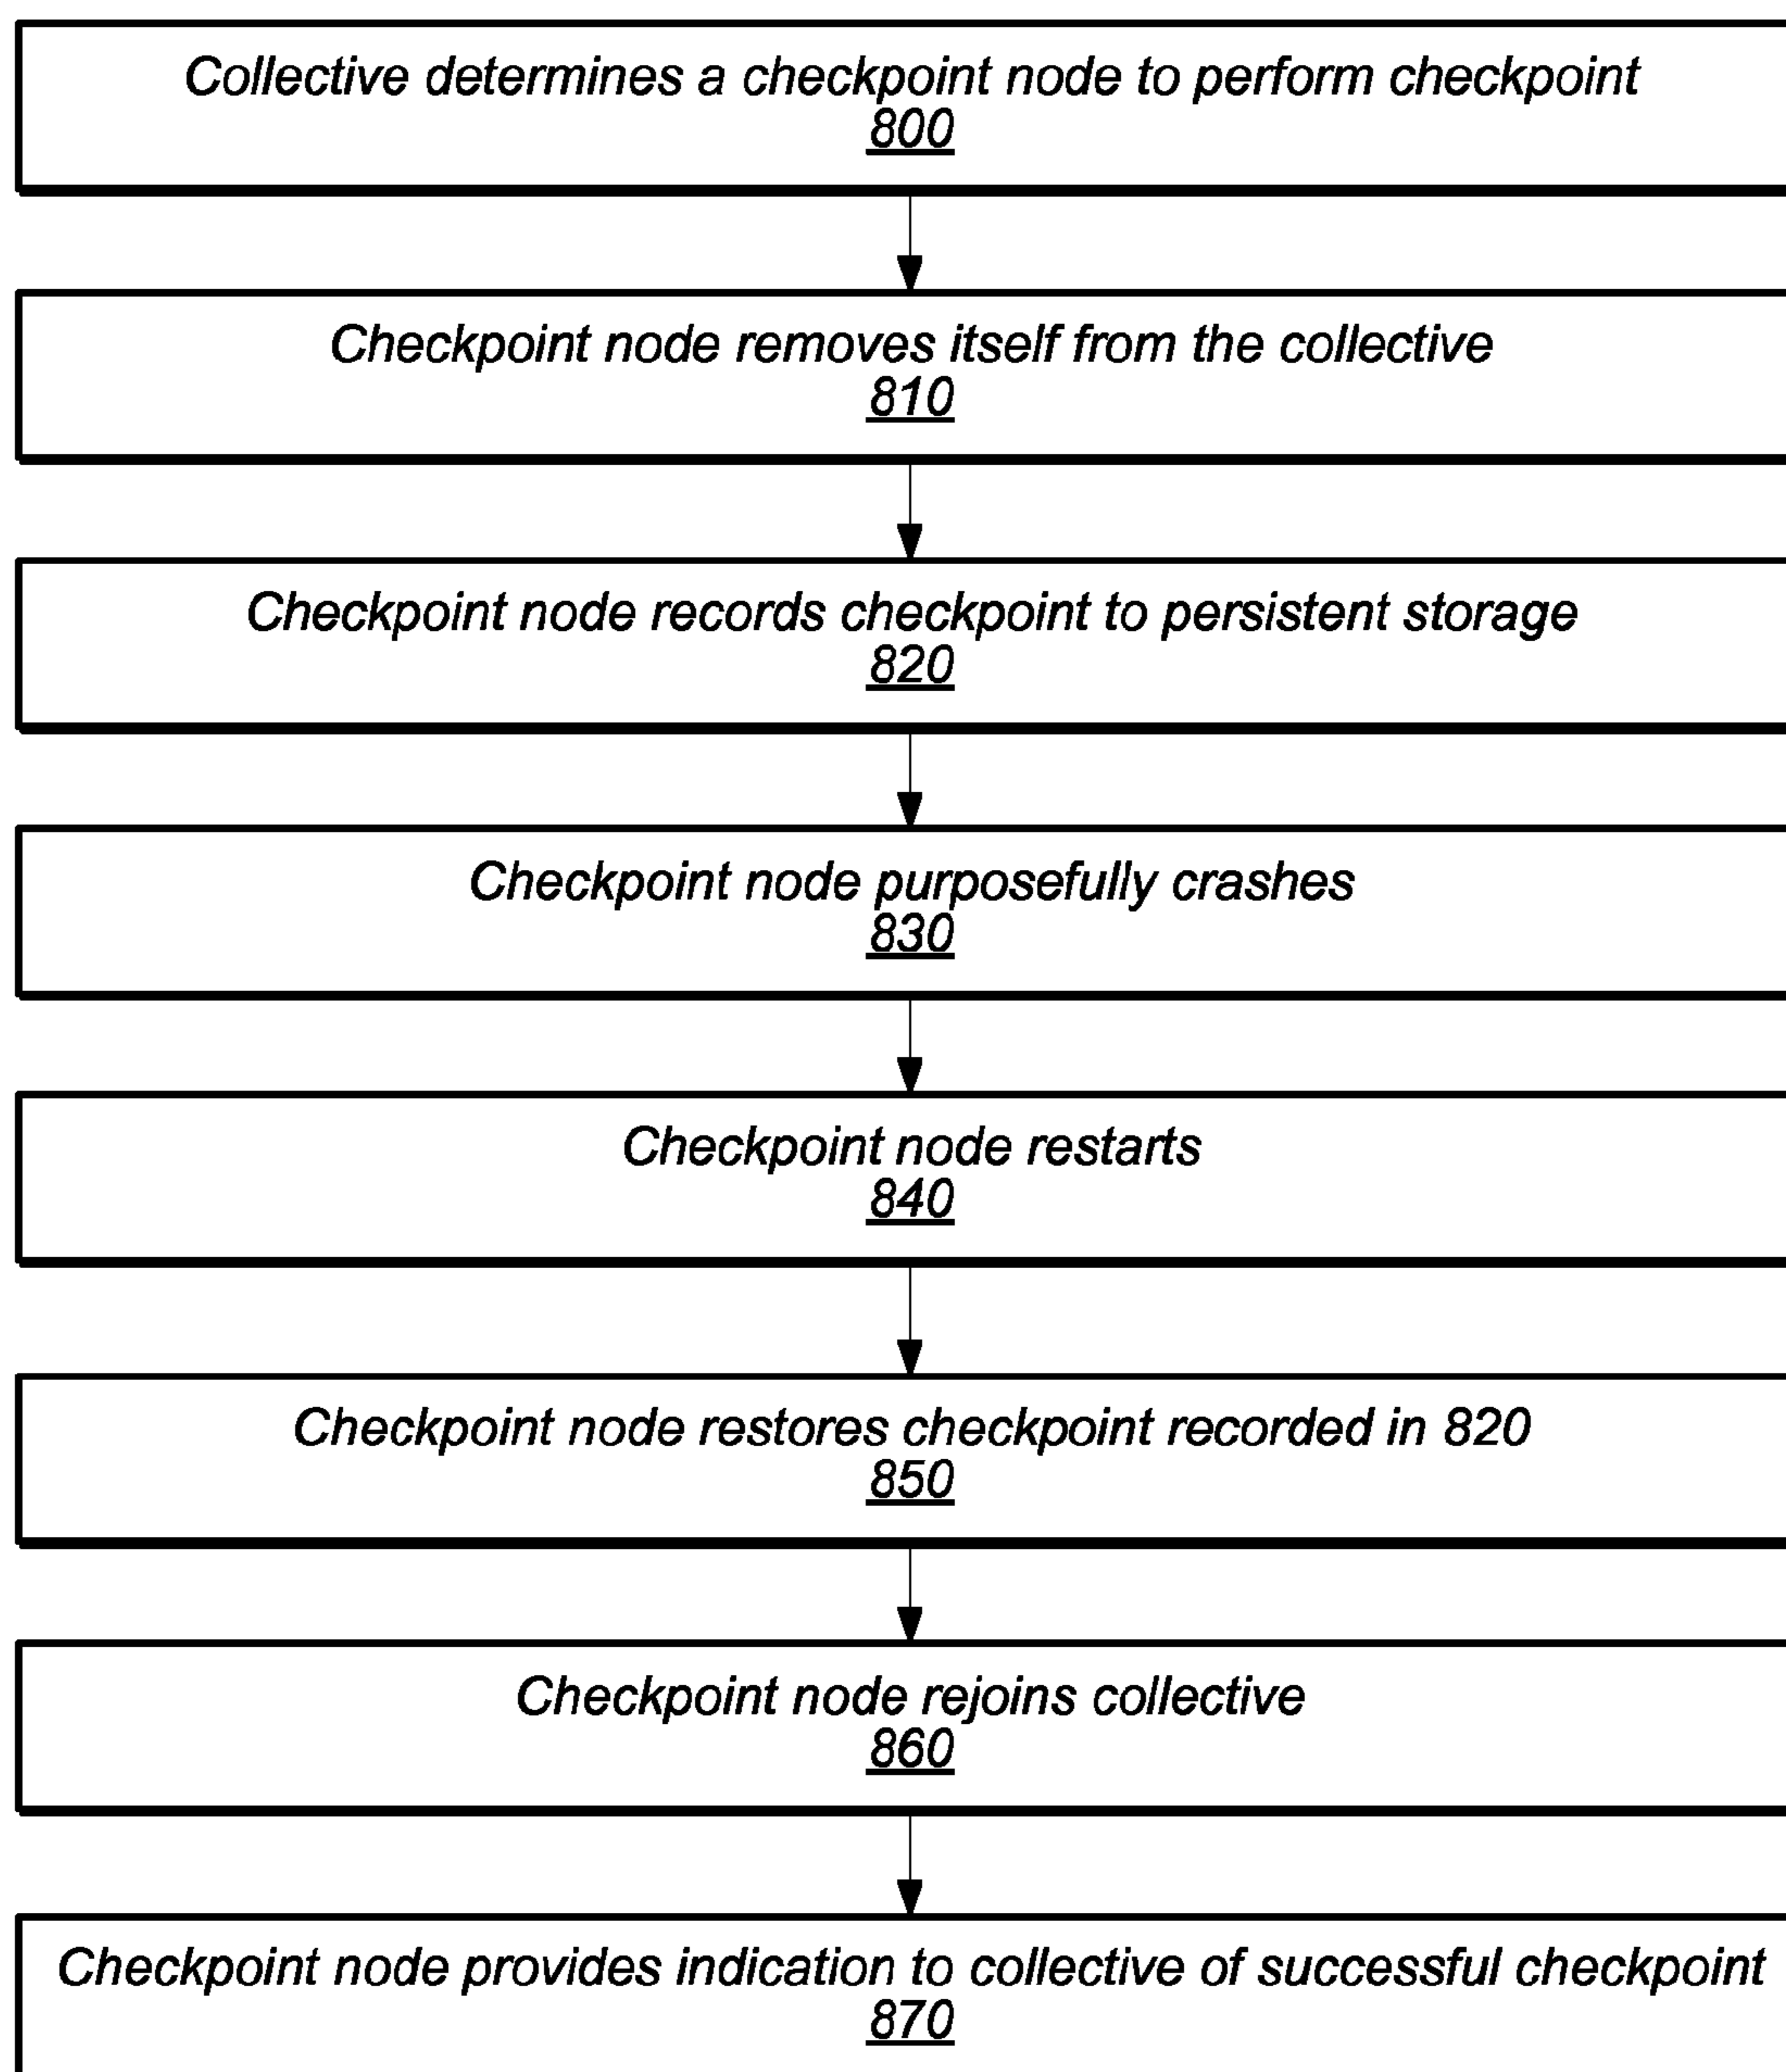 Collective determines a checkpoint node to perform checkpoint
800
Checkpoint node removes itself from the collective
810
Checkpoint node records checkpoint to persistent storage
820
Checkpoint node purposefully crashes
830
Checkpoint node restarts
840
Checkpoint node restores checkpoint recorded in 820
850
Checkpoint node rejoins collective
860
Checkpoint node provides indication to collective of successful checkpoint
870